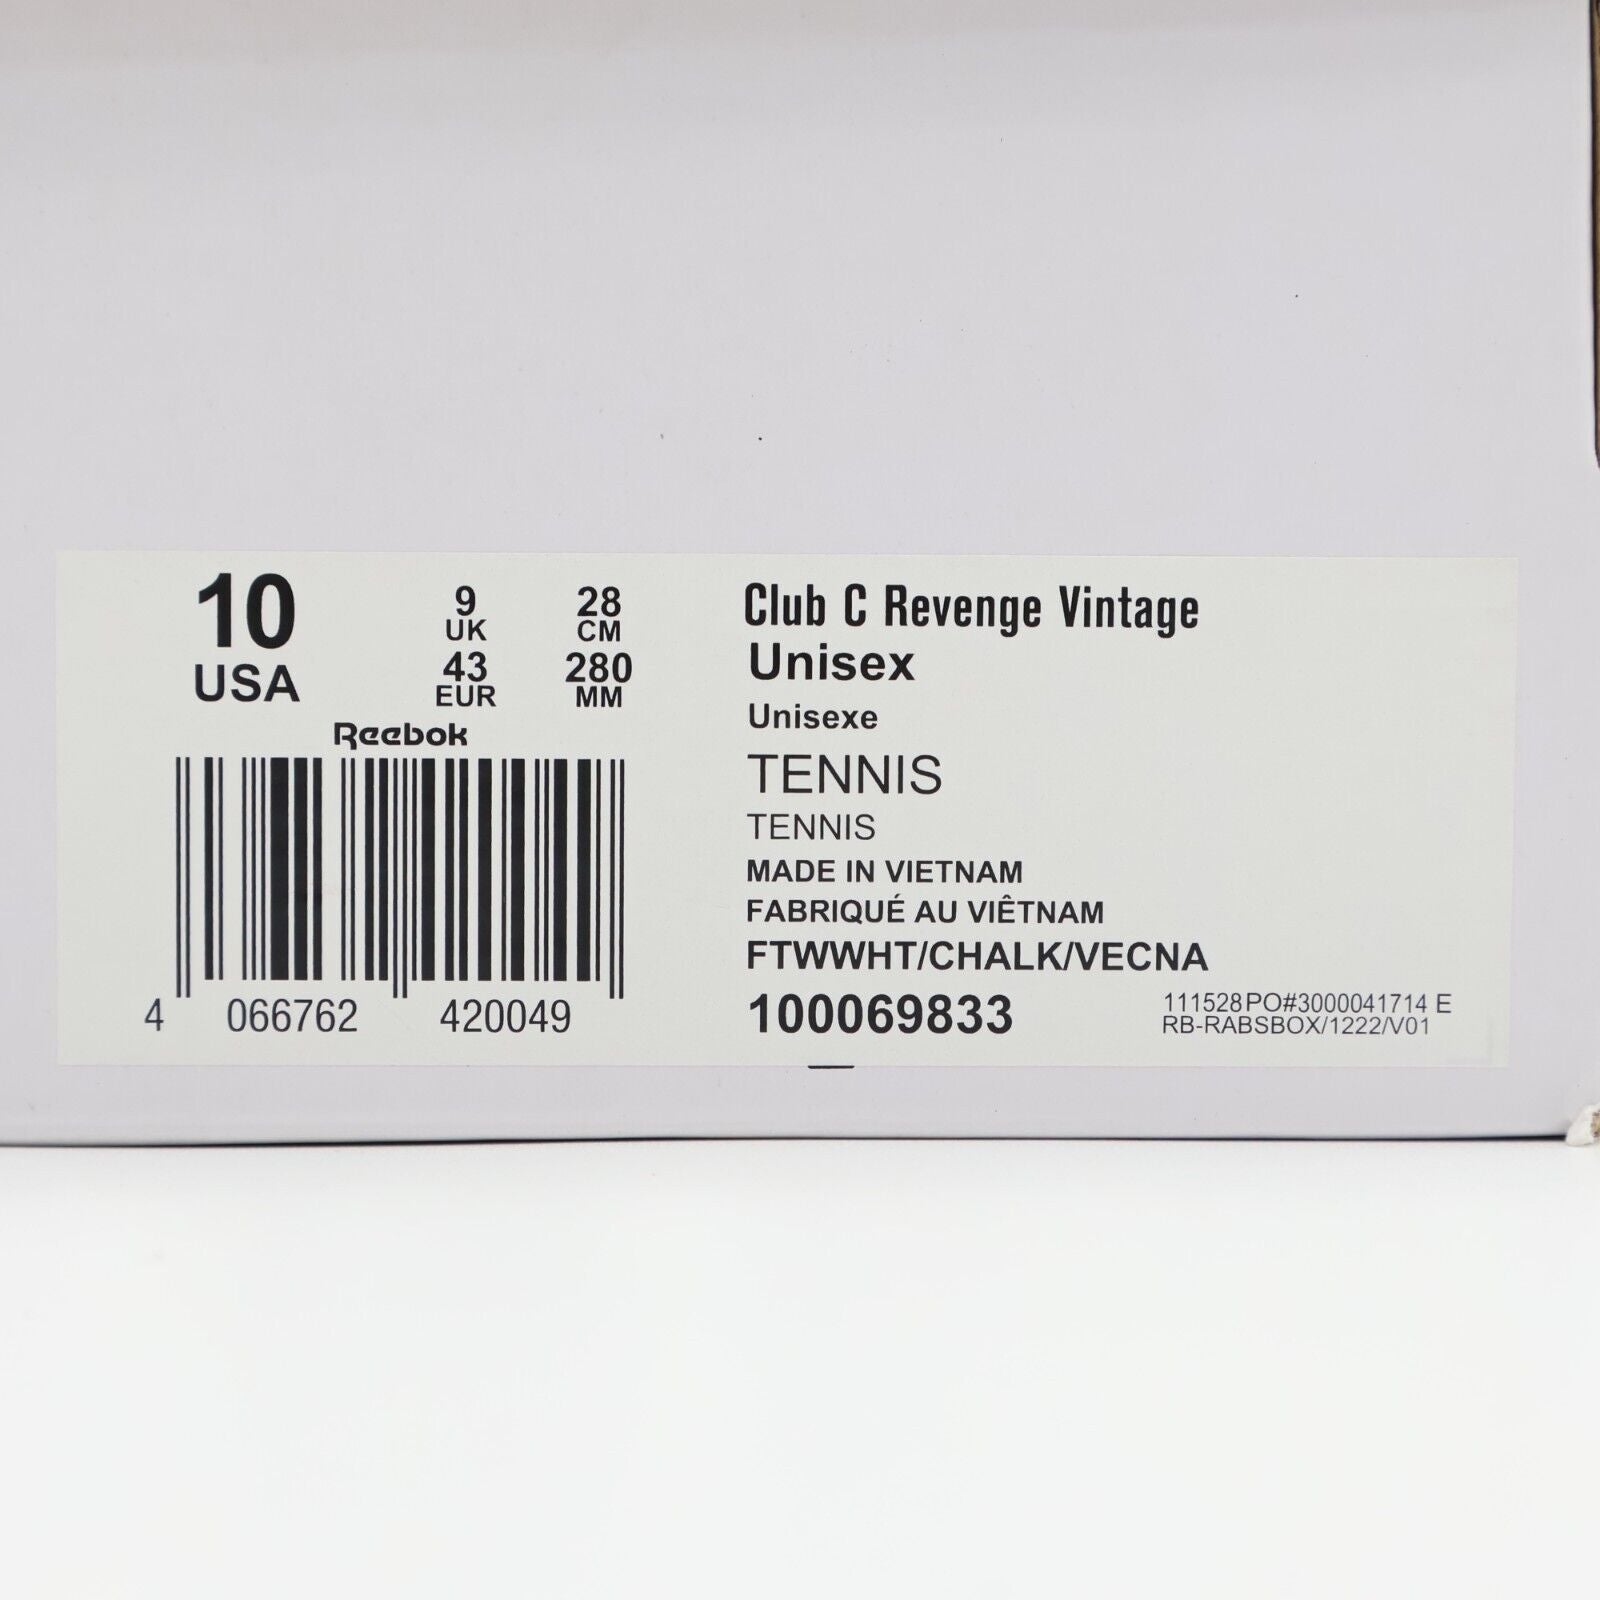 10
USA
9
UK
43
EUR
28
CM
280
MM
Reebok
4 066762 420049
Club C Revenge Vintage
Unisex
Unisexe
TENNIS
TENNIS
MADE IN VIETNAM
FABRIQUÉ AU VIÊTNAM
FTWWHT/CHALK/VECNA
100069833
111528PO#3000041714 E
RB-RABSBOX/1222/V01